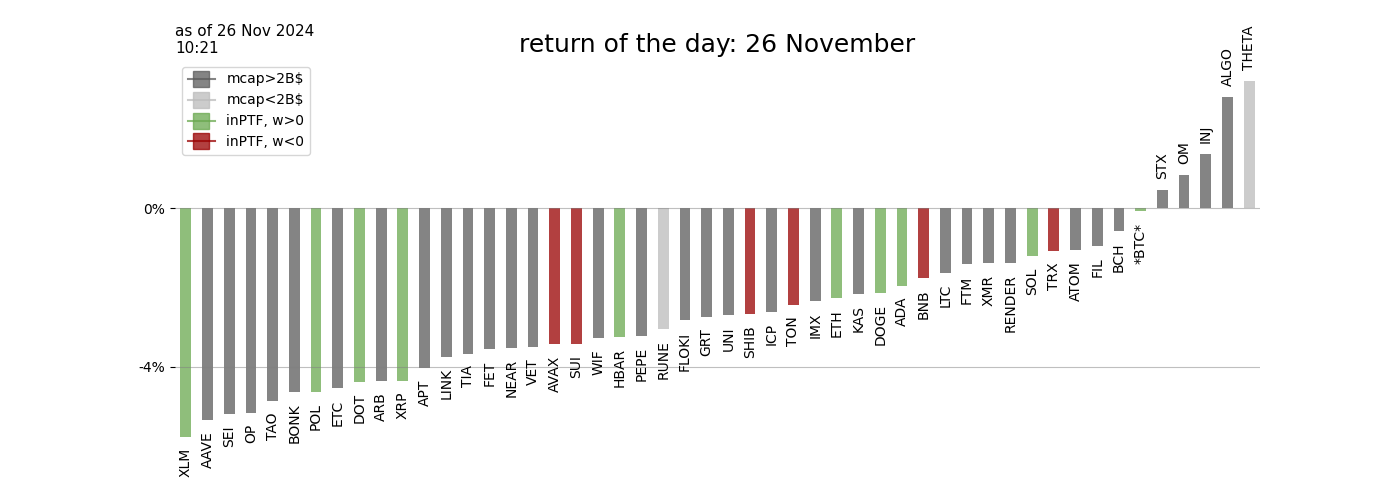 as of 26 Nov 2024
10:21
return of the day: 26 November
mcap>2B$
mcap<2B$
inPTF, w>0
inPTF, w<0
0%
-4%
XLM
AAVE
SEI
OP
TAO
BONK
POL
ETC
DOT
ARB
XRP
APT
LINK
TIA
FET
NEAR
VET
AVAX
SUI
WIF
HBAR
PEPE
RUNE
FLOKI
GRT
UNI
SHIB
ICP
TON
IMX
ETH
KAS
DOGE
ADA
BNB
LTC
FTM
XMR
RENDER
SOL
TRX
ATOM
FIL
BCH
*BTC*
STX
OM
INJ
ALGO
THETA